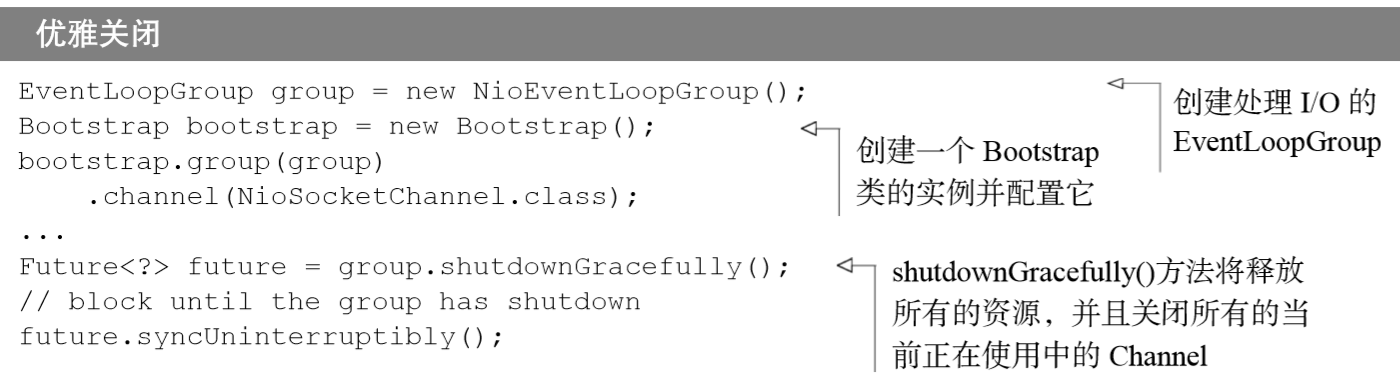 优雅关闭
EventLoopGroup group = new NioEventLoopGroup();
Bootstrap bootstrap = new Bootstrap();
bootstrap.group(group)
    .channel(NioSocketChannel.class);
...
Future<?> future = group.shutdownGracefully();
// block until the group has shutdown
future.syncUninterruptibly();
创建处理 I/O 的
EventLoopGroup
创建一个 Bootstrap
类的实例并配置它
shutdownGracefully()方法将释放
所有的资源，并且关闭所有的当
前正在使用中的 Channel